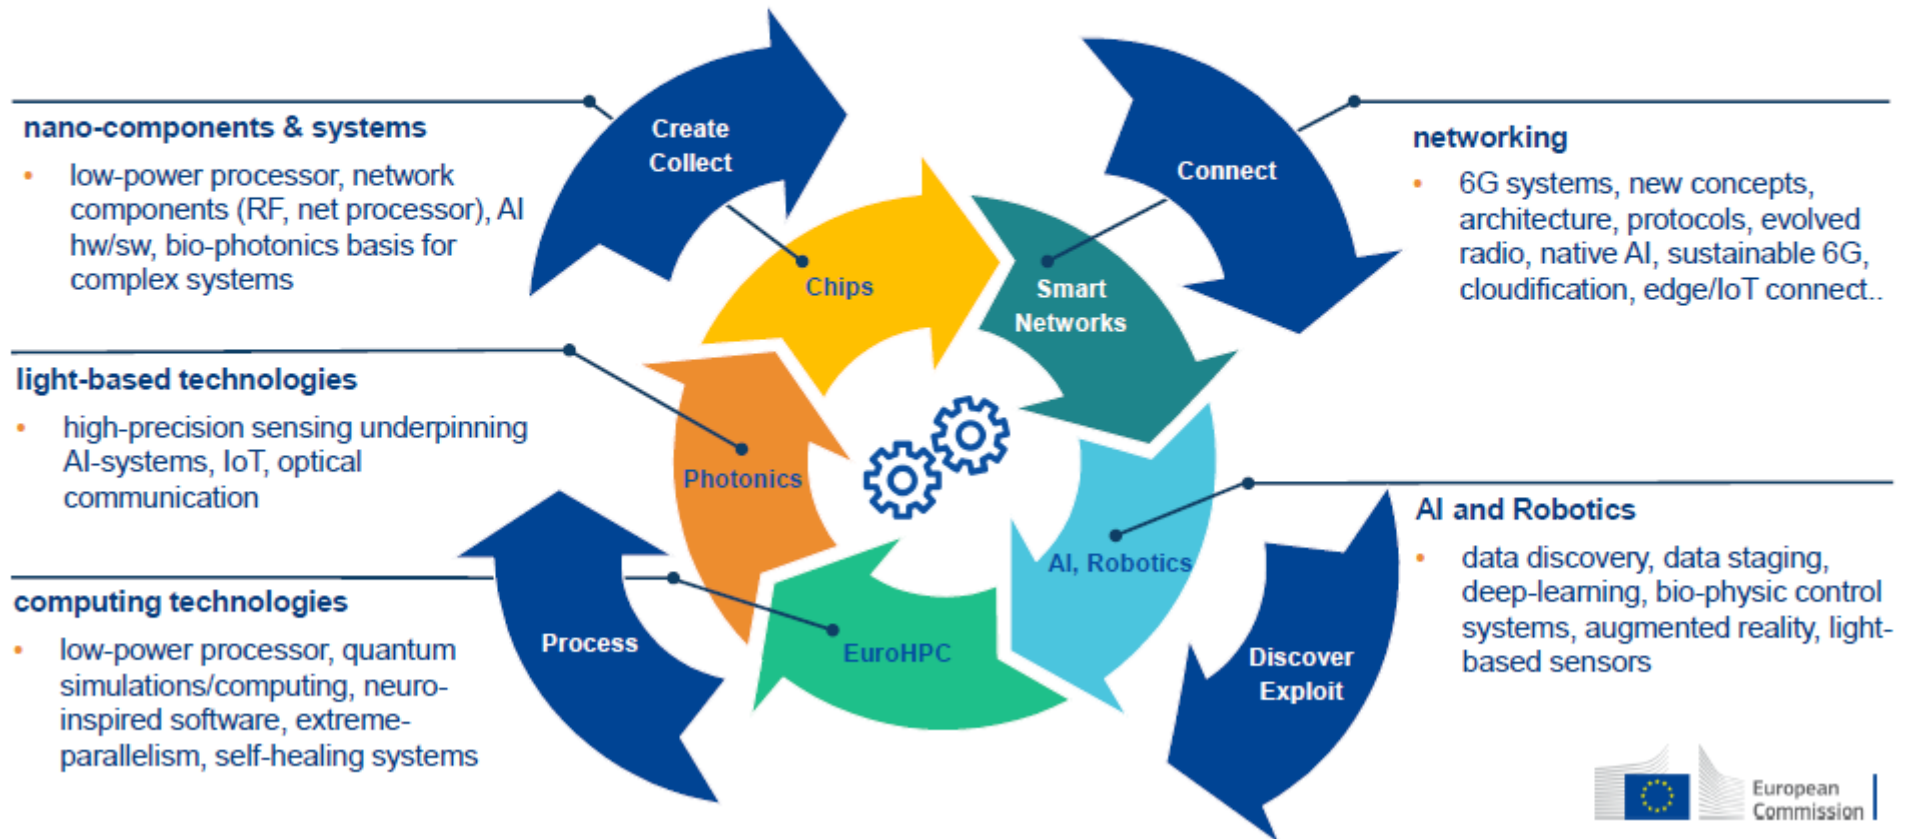 nano-components & systems
• low-power processor, network
components (RF, net processor), AI
hw/sw, bio-photonics basis for
complex systems
light-based technologies
• high-precision sensing underpinning
AI-systems, IoT, optical
communication
computing technologies
• low-power processor, quantum
simulations/computing, neuro-
inspired software, extreme-
parallelism, self-healing systems
Create
Collect
Connect
Chips
Smart
Networks
Photonics
AI, Robotics
EuroHPC
Process
Discover
Exploit
networking
• 6G systems, new concepts,
architecture, protocols, evolved
radio, native AI, sustainable 6G,
cloudification, edge/IoT connect..
AI and Robotics
• data discovery, data staging,
deep-learning, bio-physic control
systems, augmented reality, light-
based sensors
European
Commission